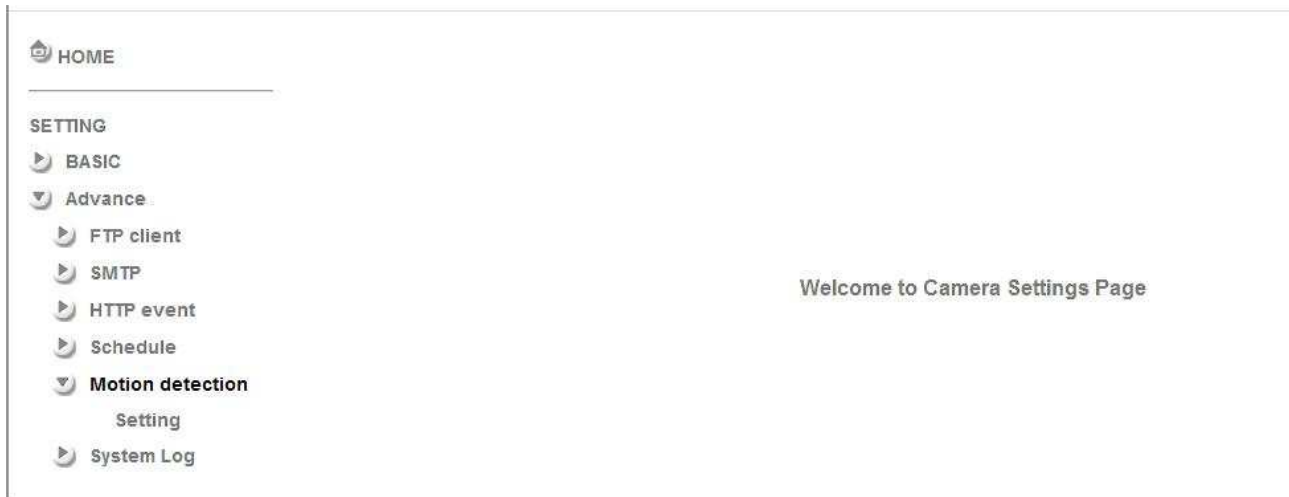 HOME
SETTING
BASIC
Advance
FTP client
SMTP
HTTP event
Schedule
Motion detection
Setting
System Log
Welcome to Camera Settings Page